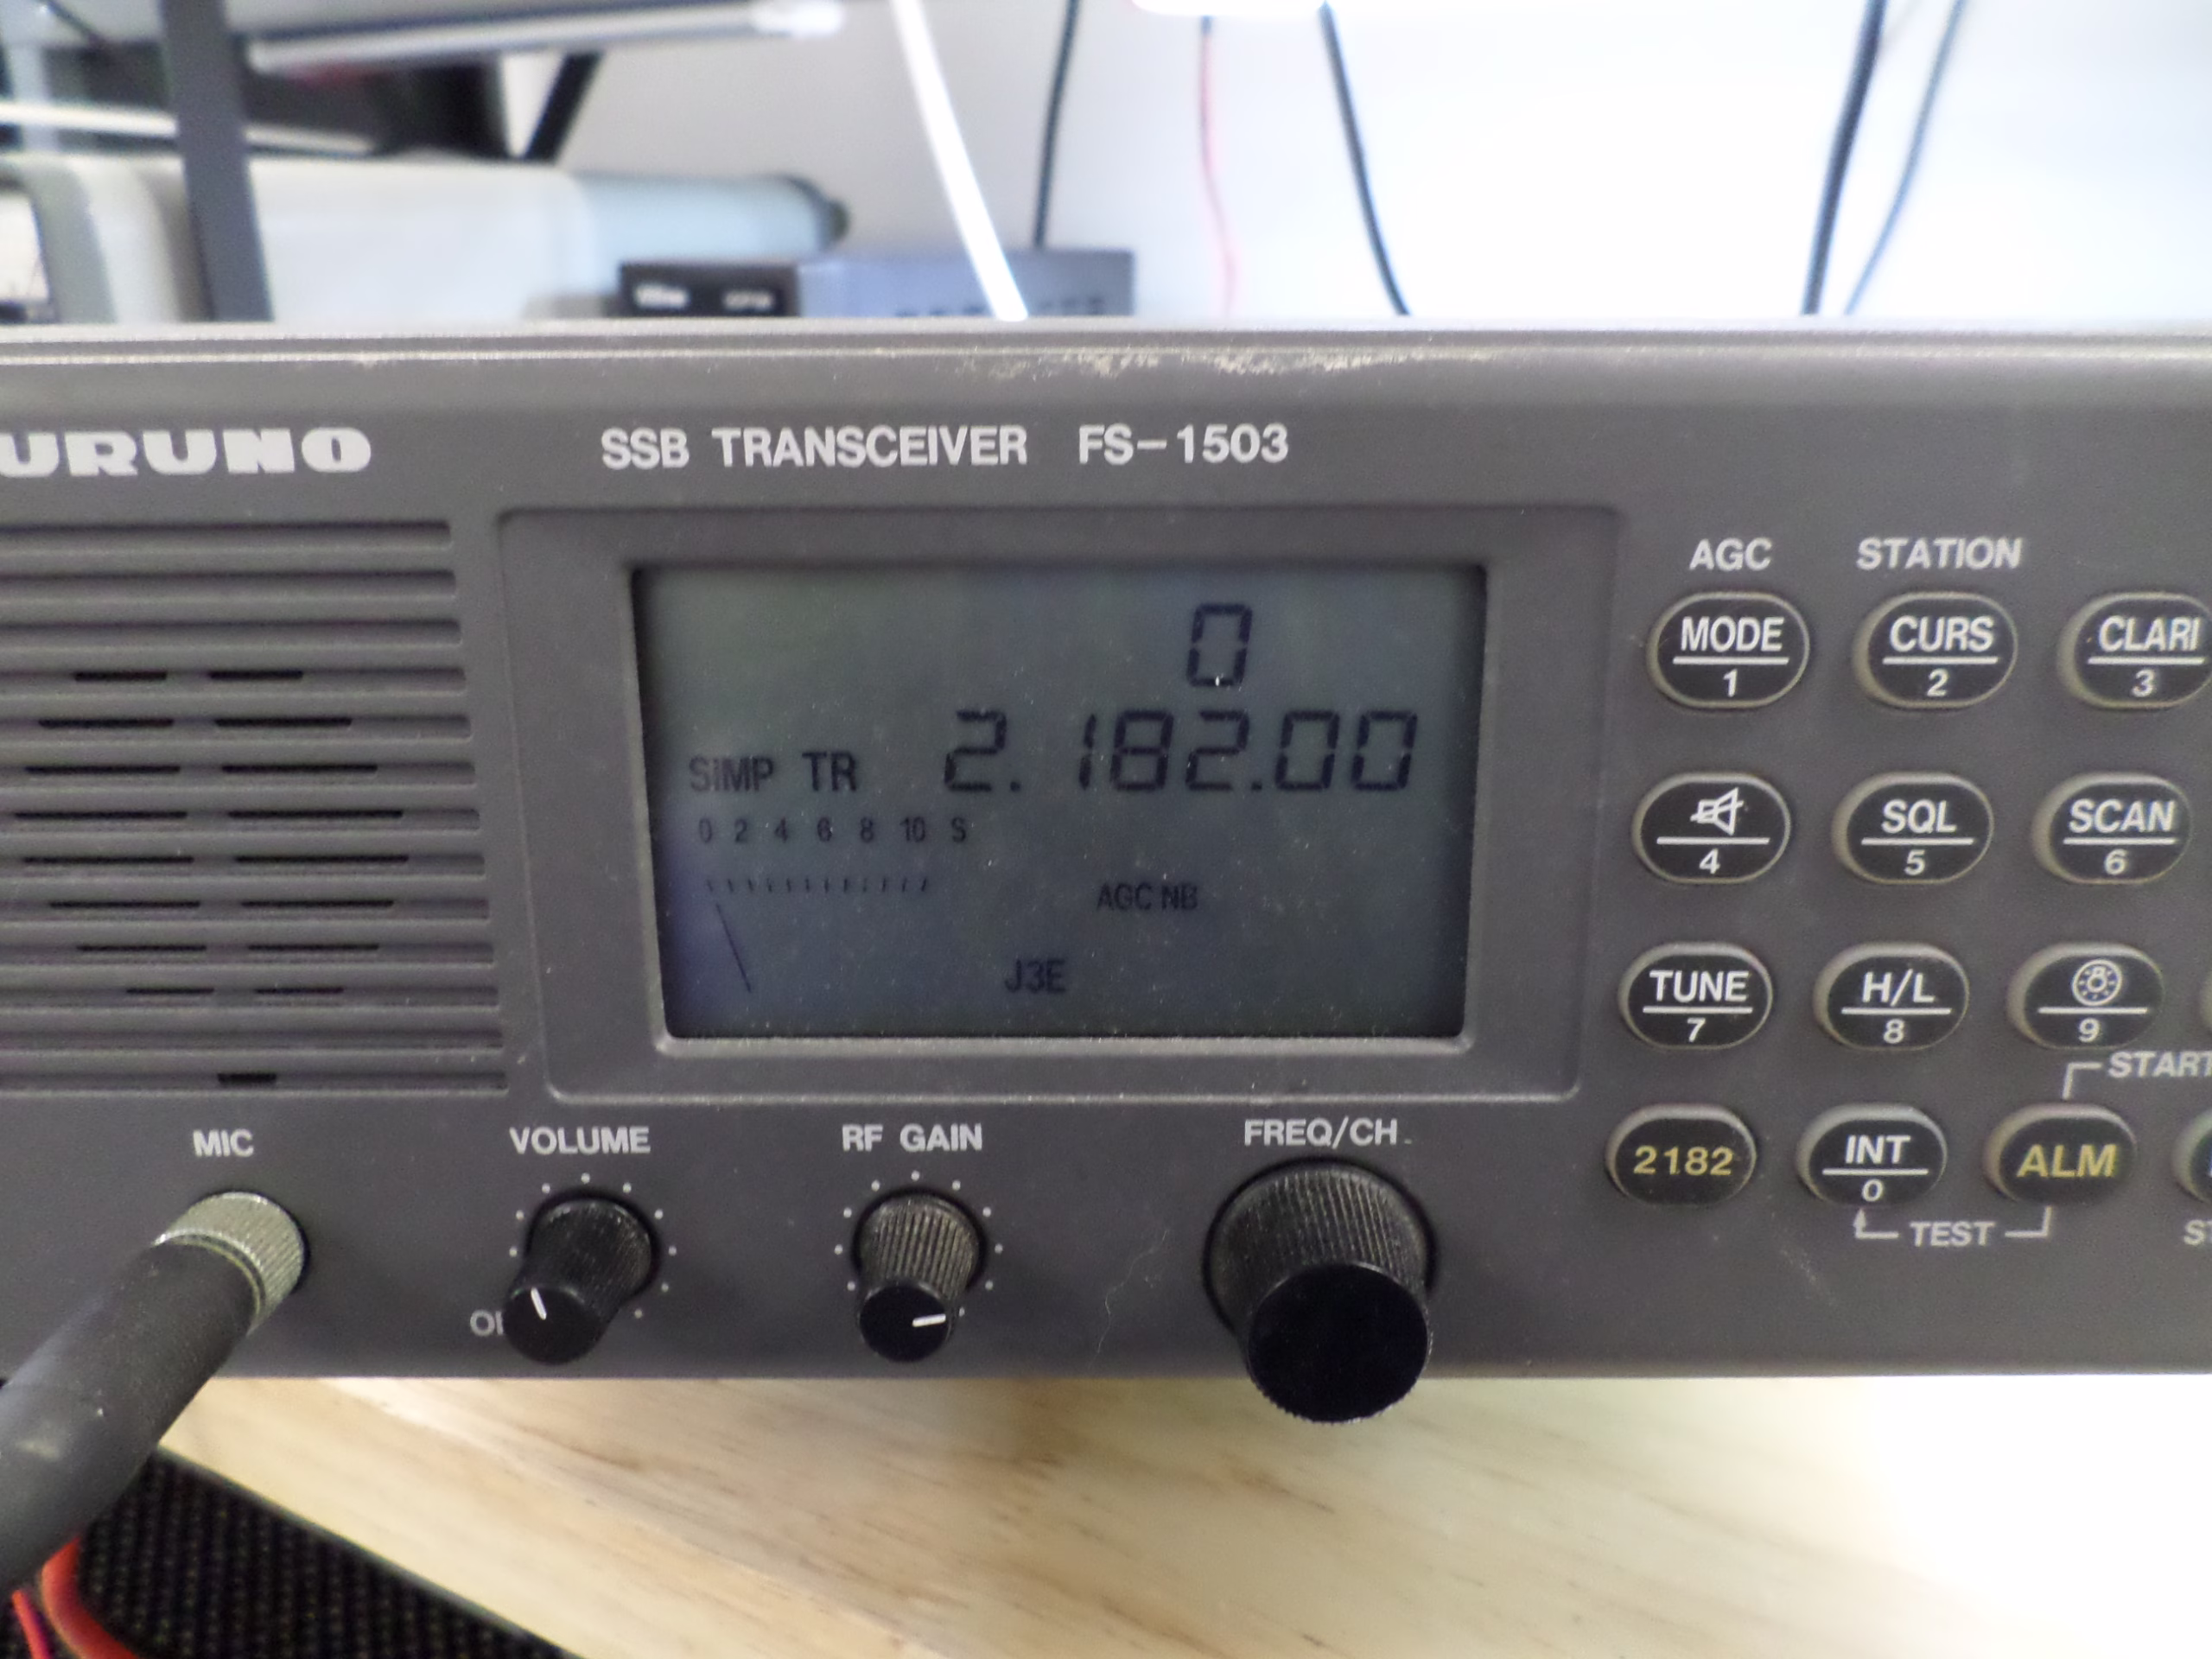 URUNO
SSB TRANSCEIVER FS-1503
AGC STATION
MODE CURS CLARI
1 2 3
0
SIMP TR 2.182.00
0 2 4 6 8 10 S
AGC NB
J3E
SQL SCAN
4 5 6
TUNE H/L
7 8 9
START
MIC VOLUME RF GAIN FREQ/CH
2182 INT ALM
0
TEST